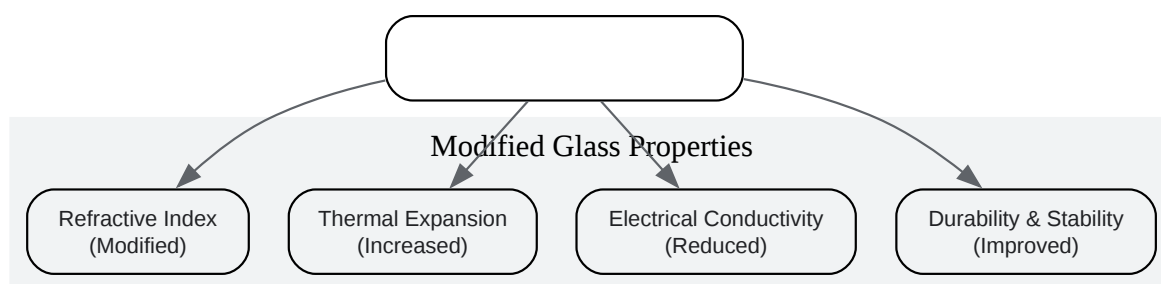 Modified Glass Properties
Refractive Index
(Modified)
Thermal Expansion
(Increased)
Electrical Conductivity
(Reduced)
Durability & Stability
(Improved)